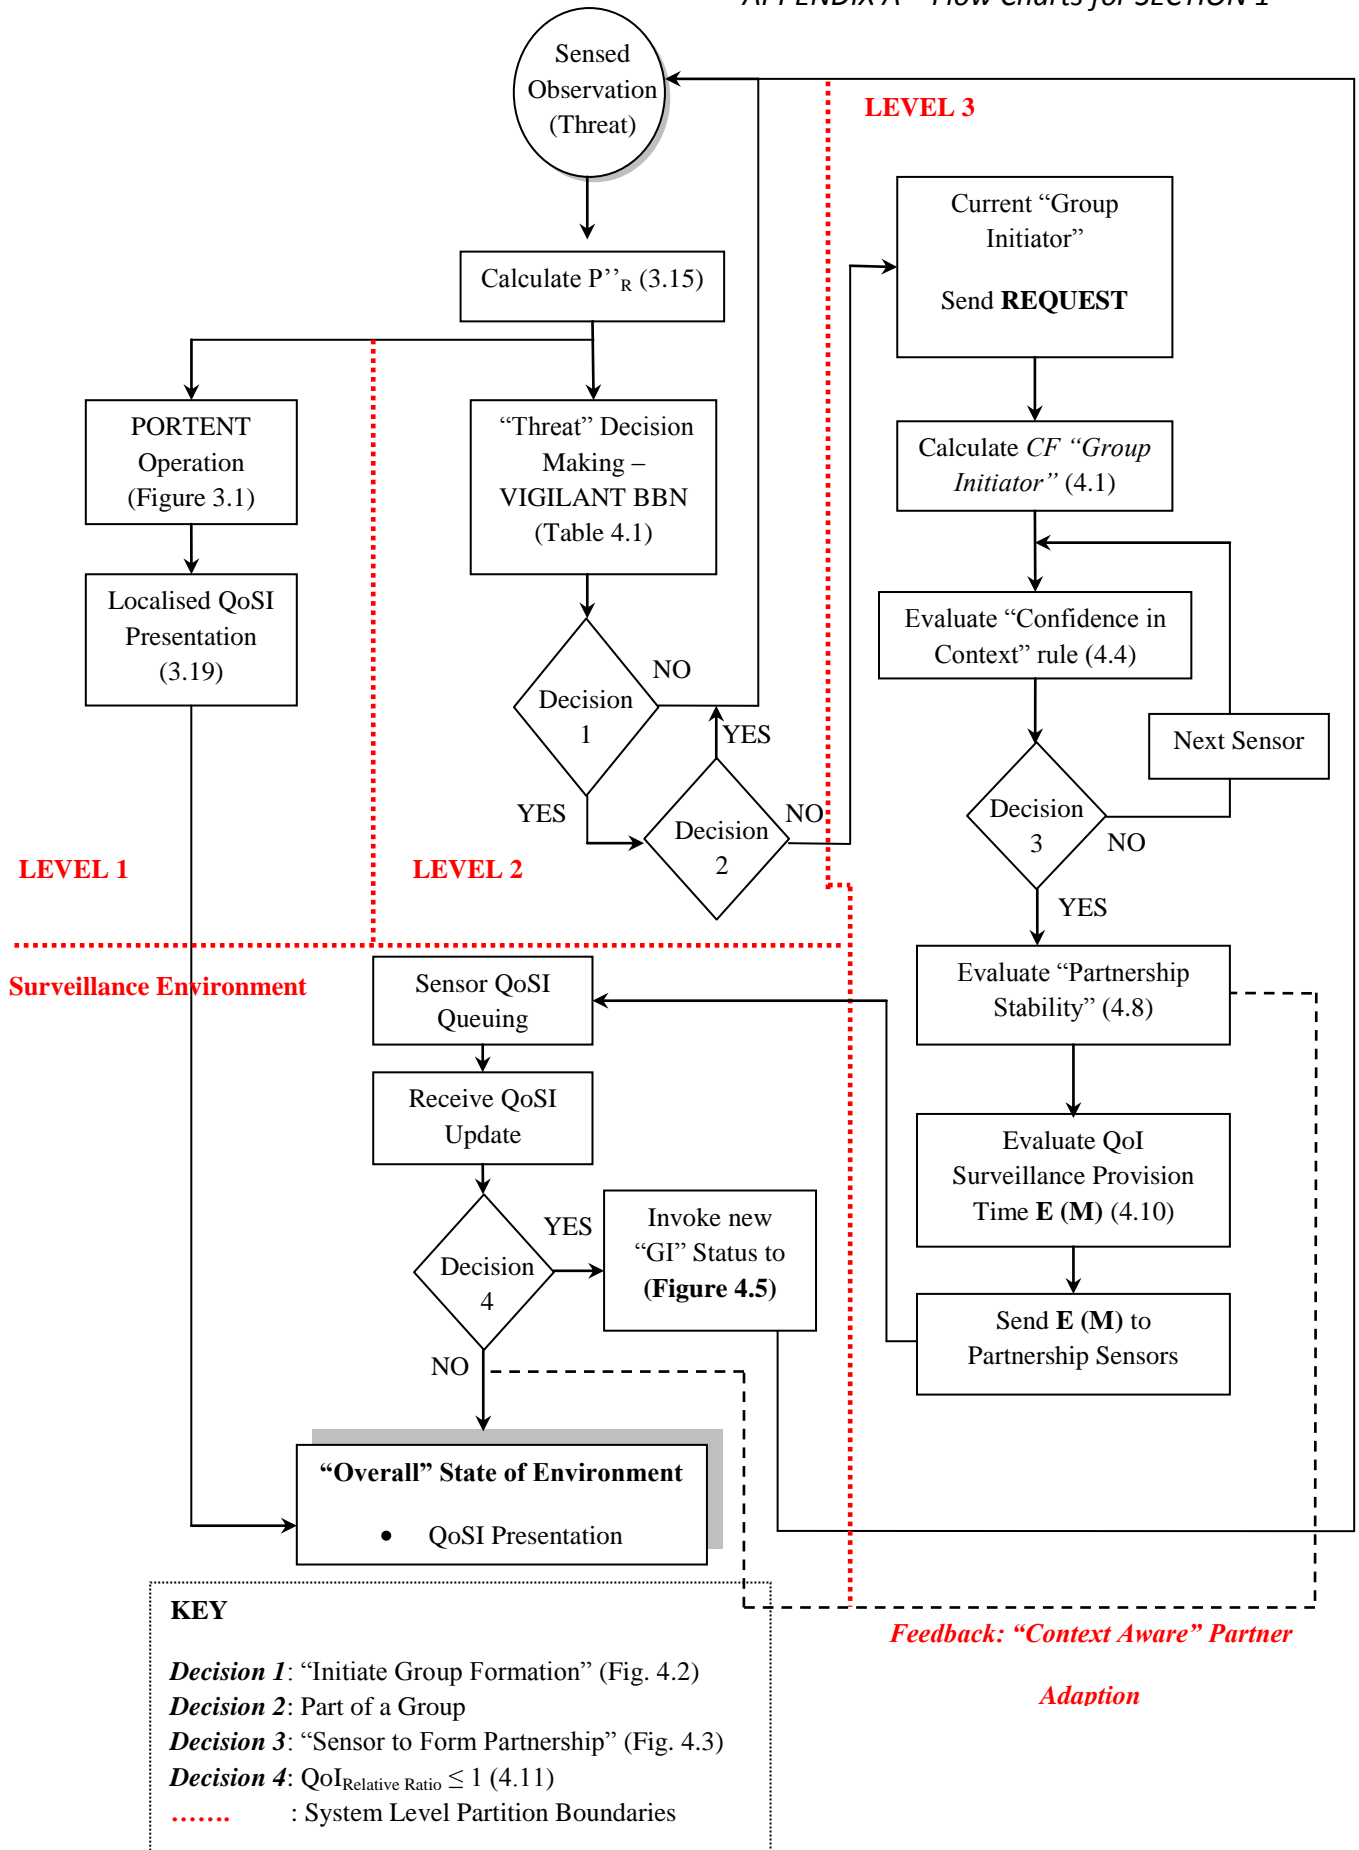 APPENDIX A – Flow Charts for SECTION 1
Sensed
Observation
(Threat)
LEVEL 3
Current “Group
Initiator”
Send REQUEST
Calculate P’’R (3.15)
PORTENT
Operation
(Figure 3.1)
“Threat” Decision
Making –
VIGILANT BBN
(Table 4.1)
Calculate CF “Group
Initiator” (4.1)
Localised QoSI
Presentation
(3.19)
Evaluate “Confidence in
Context” rule (4.4)
NO
Decision
1
YES
Next Sensor
YES
NO
Decision
2
Decision
3
NO
LEVEL 1
LEVEL 2
YES
Surveillance Environment
Sensor QoSI
Queuing
Evaluate “Partnership
Stability” (4.8)
Receive QoSI
Update
Evaluate QoI
Surveillance Provision
Time E (M) (4.10)
YES
Invoke new
“GI” Status to
(Figure 4.5)
Decision
4
Send E (M) to
Partnership Sensors
NO
“Overall” State of Environment
• QoSI Presentation
KEY
Feedback: “Context Aware” Partner
Adaption
Decision 1: “Initiate Group Formation” (Fig. 4.2)
Decision 2: Part of a Group
Decision 3: “Sensor to Form Partnership” (Fig. 4.3)
Decision 4: QoIRelative Ratio ≤ 1 (4.11)
……. : System Level Partition Boundaries